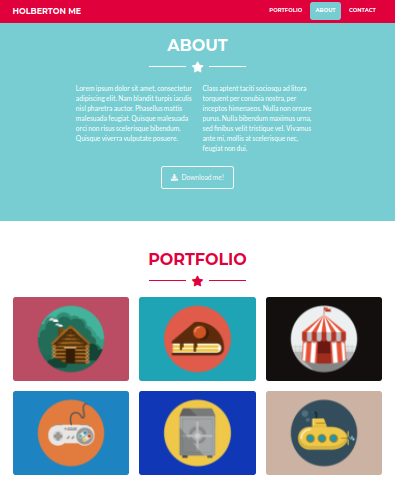 HOLBERTON ME
PORTFOLIO ABOUT CONTACT
ABOUT
Lorem ipsum dolor sit amet, consectetur
adipiscing elit. Nam blandit turpis iaculis
nisl pharetra auctor. Phasellus mattis
malesuada feugiat. Quisque malesuada
orci non risus scelerisque bibendum.
Quisque viverra vulputate posuere.
Class aptent taciti sociosqu ad litora
torquent per conubia nostra, per
inceptos himenaeos. Nulla non ornare
purus. Nulla bibendum maximus urna,
sed finibus velit tristique vel. Vivamus
ante mi, mollis at scelerisque nec,
feugiat non dui.
Download me!
PORTFOLIO